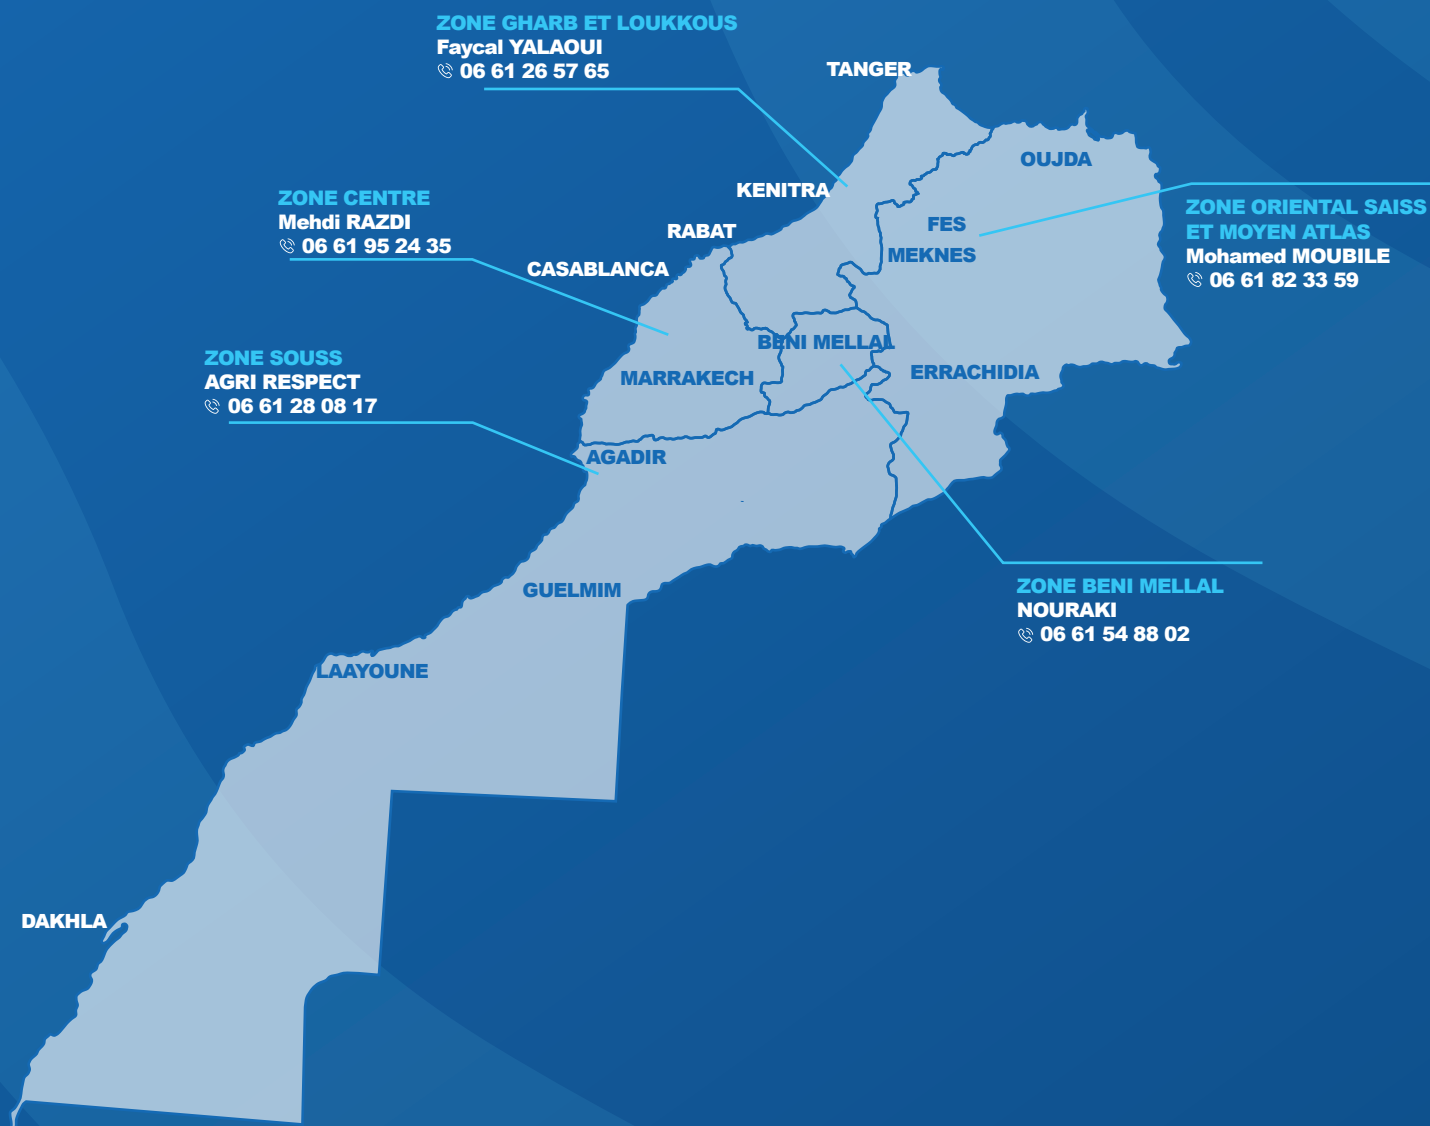 ZONE GHARB ET LOUKKOUS
Faycal YALAOUI
06 61 26 57 65
TANGER
OUJDA
KENITRA
ZONE CENTRE
Mehdi RAZDI
06 61 95 24 35
ZONE ORIENTAL SAISS
ET MOYEN ATLAS
Mohamed MOUBILE
06 61 82 33 59
FES
RABAT
MEKNES
CASABLANCA
BENI MELLAL
ZONE SOUSS
AGRI RESPECT
06 61 28 08 17
MARRAKECH
ERRACHIDIA
AGADIR
GUELMIM
ZONE BENI MELLAL
NOURAKI
06 61 54 88 02
LAAYOUNE
DAKHLA